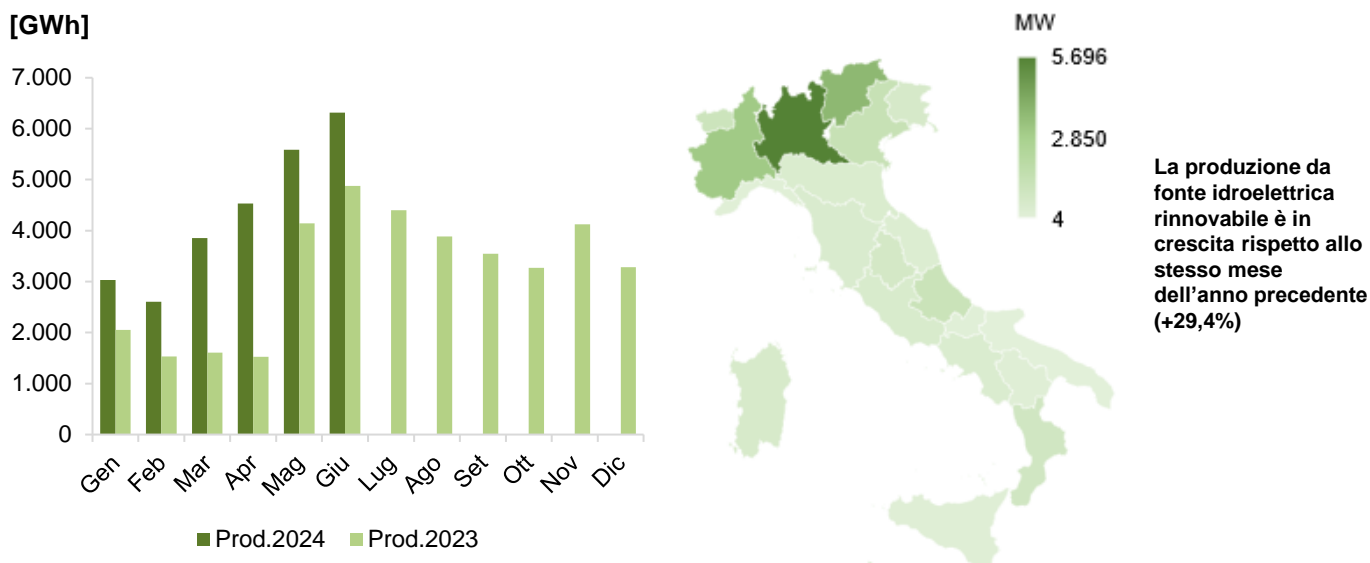 [GWh]
7.000
6.000
5.000
4.000
3.000
2.000
1.000
0
Gen
Feb
Mar
Apr
Mag
Giu
Lug
Ago
Set
Ott
Nov
Dic
Prod.2024
Prod.2023
MW
5.696
2.850
4
La produzione da
fonte idroelettrica
rinnovabile è in
crescita rispetto allo
stesso mese
dell’anno precedente
(+29,4%)